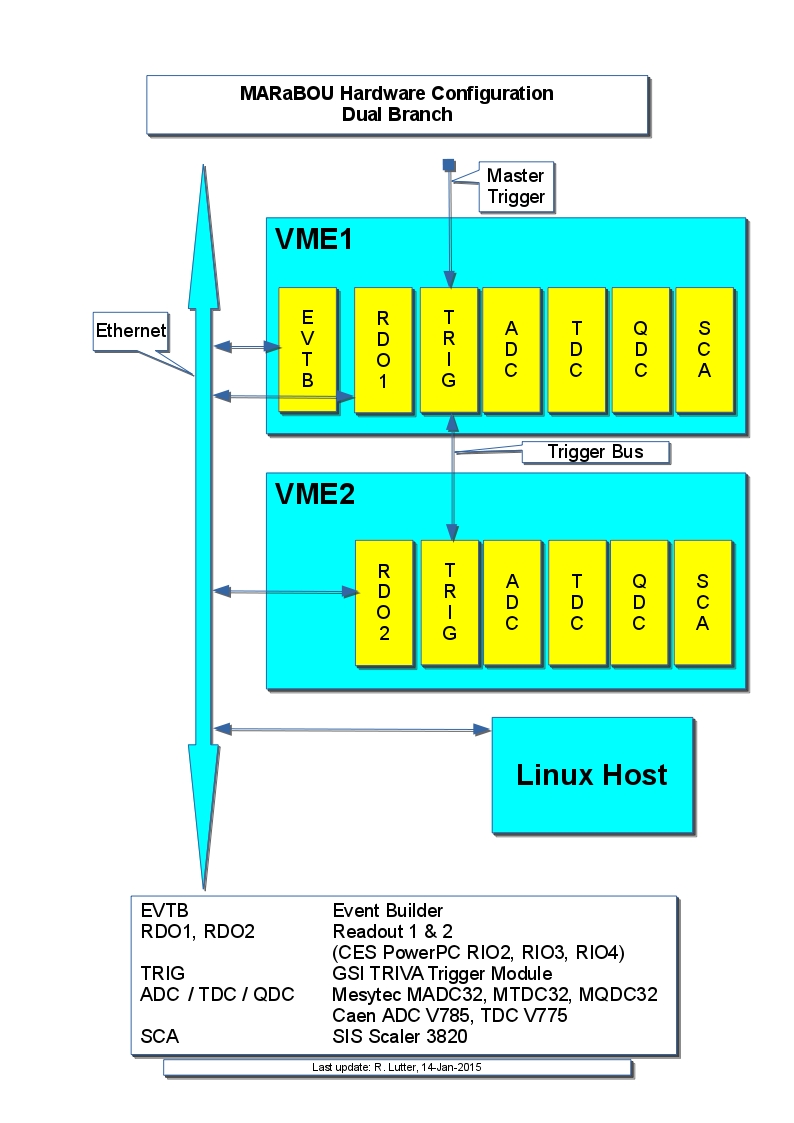 MARaBOU Hardware Configuration
Dual Branch
Master
Trigger
VME1
Ethernet
EVTB
RDO1
TRIG
ADC
TDC
QDC
SCA
Trigger Bus
VME2
RDO2
TRIG
ADC
TDC
QDC
SCA
Linux Host
EVTB Event Builder
RDO1, RDO2 Readout 1 & 2
(CES PowerPC RIO2, RIO3, RIO4)
TRIG GSI TRIVA Trigger Module
ADC / TDC / QDC Mesytec MADC32, MTDC32, MQDC32
Caen ADC V785, TDC V775
SCA SIS Scaler 3820
Last update: R. Lutter, 14-Jan-2015